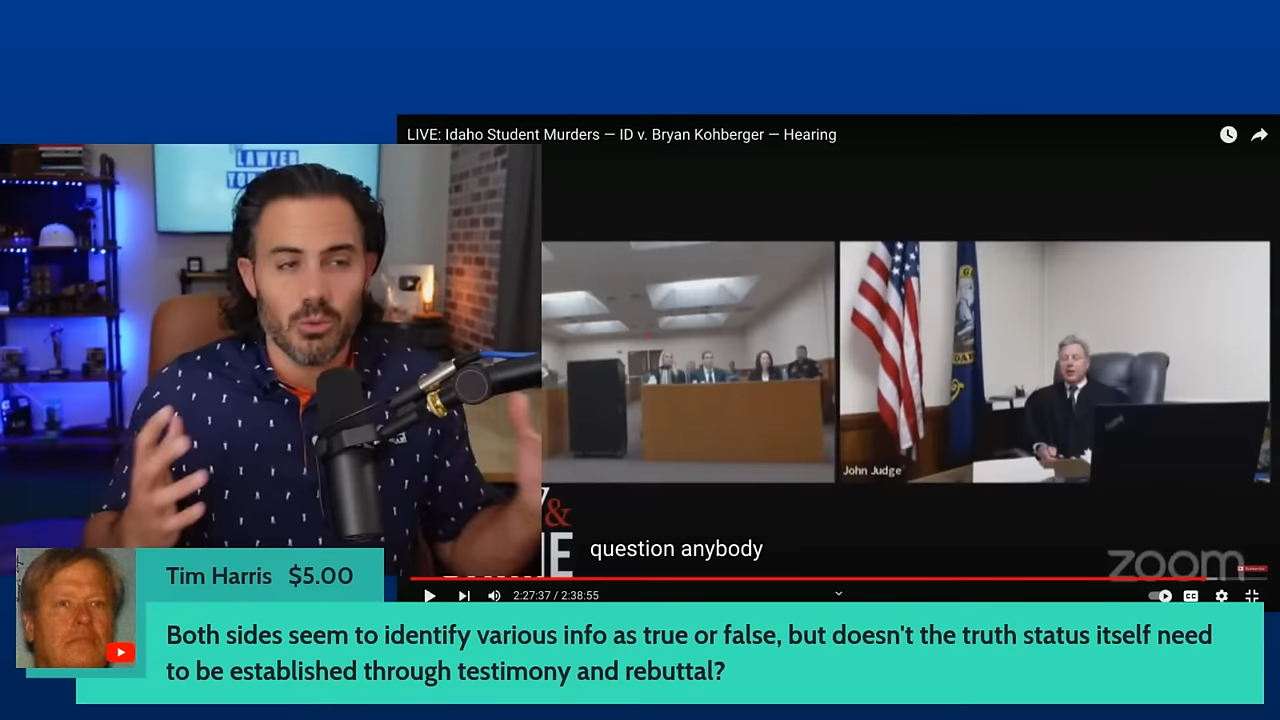 LIVE: Idaho Student Murders — ID v. Bryan Kohberger — Hearing
LAWYER
John Judge
&
question anybody
zoom
2:27:37 / 2:38:55
CC
Tim Harris $5.00
Both sides seem to identify various info as true or false, but doesn't the truth status itself need
to be established through testimony and rebuttal?